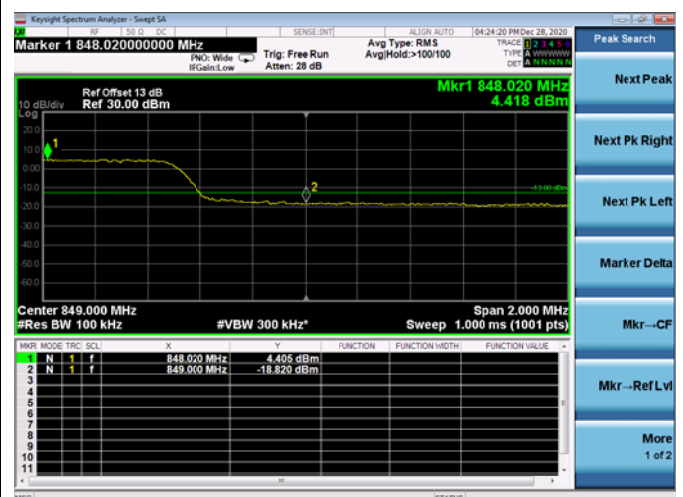 Keysight Spectrum Analyzer - Swept SA
RF 50 Ω DC SENSE:INT ALIGN AUTO 04:24:20 PM Dec 28, 2020
Marker 1 848.020000000 MHz
PNO: Wide
IFGain:Low
Trig: Free Run
Atten: 28 dB
Avg Type: RMS
Avg|Hold:>100/100
TRACE 1 2 3 4 5 6
TYPE A WWWWW
DET A N N N N N
Peak Search
Ref Offset 13 dB
Mkr1 848.020 MHz
10 dB/div Ref 30.00 dBm
4.418 dBm
Log
20.0
10.0
0.00
-10.0
-20.0
-30.0
-40.0
-50.0
-60.0
1
2
-13.00 dBm
Center 849.000 MHz
Span 2.000 MHz
#Res BW 100 kHz
#VBW 300 kHz*
Sweep 1.000 ms (1001 pts)
MKR MODE TRC SCL X Y FUNCTION FUNCTION WIDTH FUNCTION VALUE
1 N 1 f 848.020 MHz 4.405 dBm
2 N 1 f 849.000 MHz -18.820 dBm
3
4
5
6
7
8
9
10
11
MSG
STATUS
Next Peak
Next Pk Right
Next Pk Left
Marker Delta
Mkr→CF
Mkr→Ref Lvl
More
1 of 2